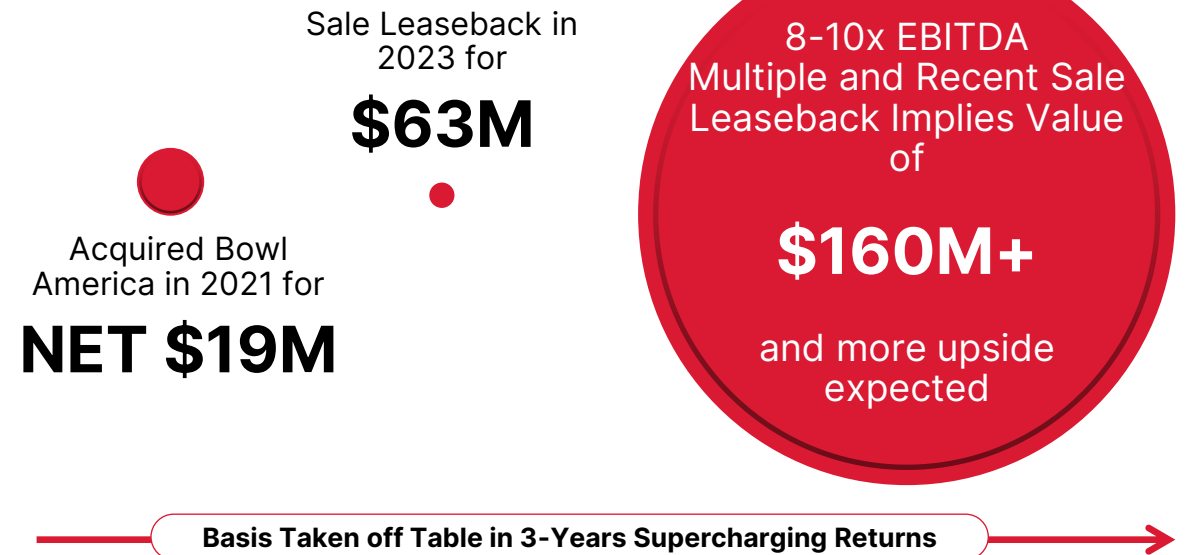 Sale Leaseback in
2023 for
$63M
Acquired Bowl
America in 2021 for
NET $19M
8-10x EBITDA
Multiple and Recent Sale
Leaseback Implies Value
of
$160M+
and more upside
expected
Basis Taken off Table in 3-Years Supercharging Returns